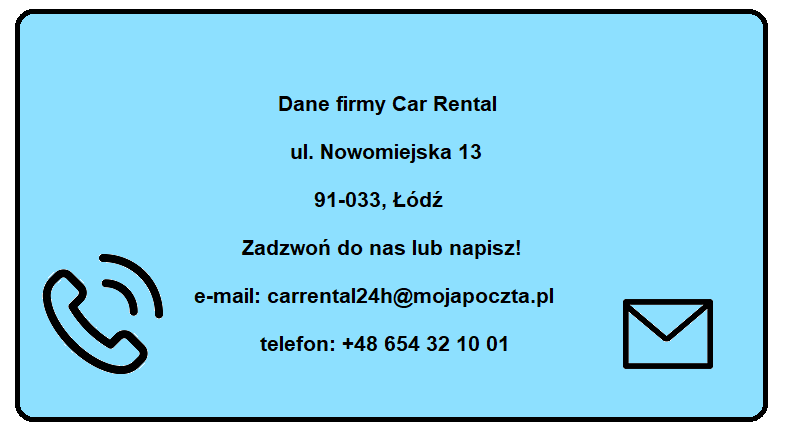 Dane firmy Car Rental
ul. Nowomiejska 13
91-033, Łódź
Zadzwoń do nas lub napisz!
e-mail: carrental24h@mojapoczta.pl
telefon: +48 654 32 10 01